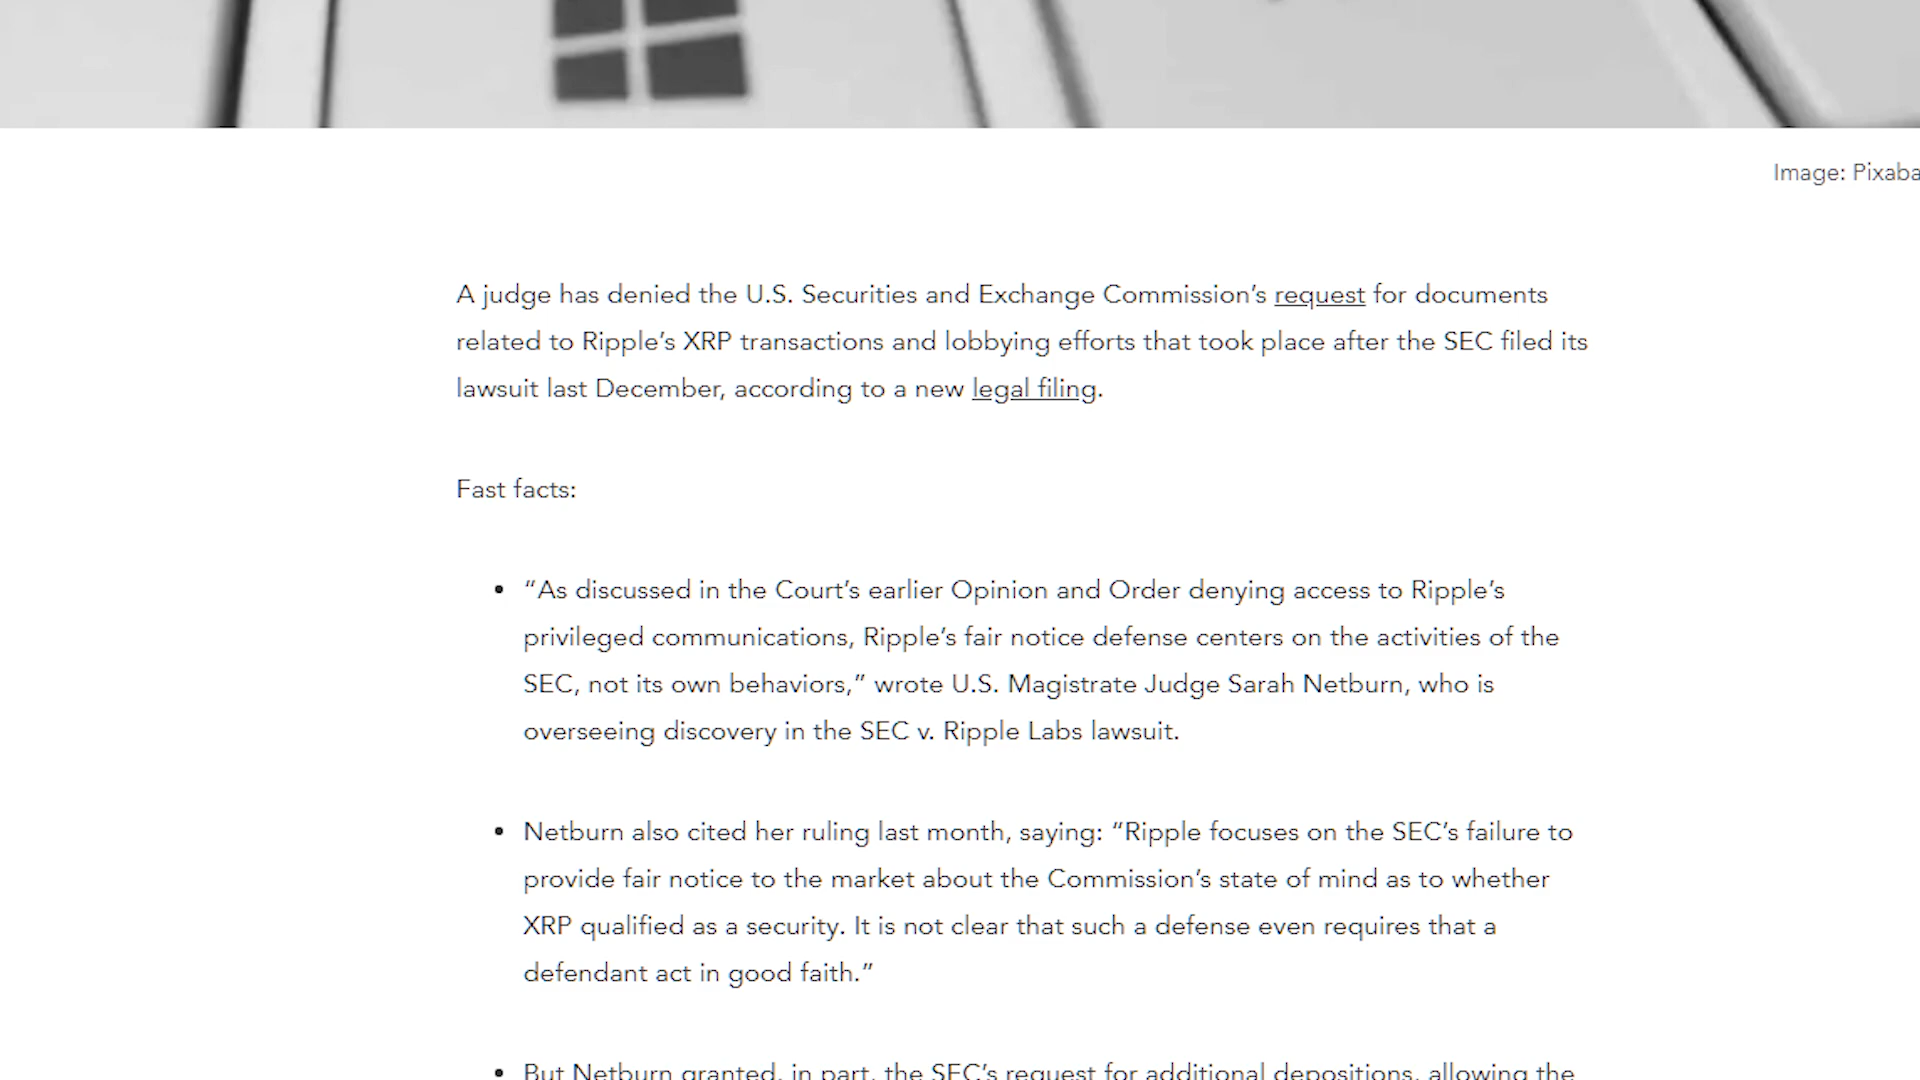 Image: Pixaba
A judge has denied the U.S. Securities and Exchange Commission’s request for documents
related to Ripple’s XRP transactions and lobbying efforts that took place after the SEC filed its
lawsuit last December, according to a new legal filing.
Fast facts:
• “As discussed in the Court’s earlier Opinion and Order denying access to Ripple’s
privileged communications, Ripple’s fair notice defense centers on the activities of the
SEC, not its own behaviors,” wrote U.S. Magistrate Judge Sarah Netburn, who is
overseeing discovery in the SEC v. Ripple Labs lawsuit.
• Netburn also cited her ruling last month, saying: “Ripple focuses on the SEC’s failure to
provide fair notice to the market about the Commission’s state of mind as to whether
XRP qualified as a security. It is not clear that such a defense even requires that a
defendant act in good faith.”
• But Netburn granted, in part, the SEC’s request for additional depositions, allowing the